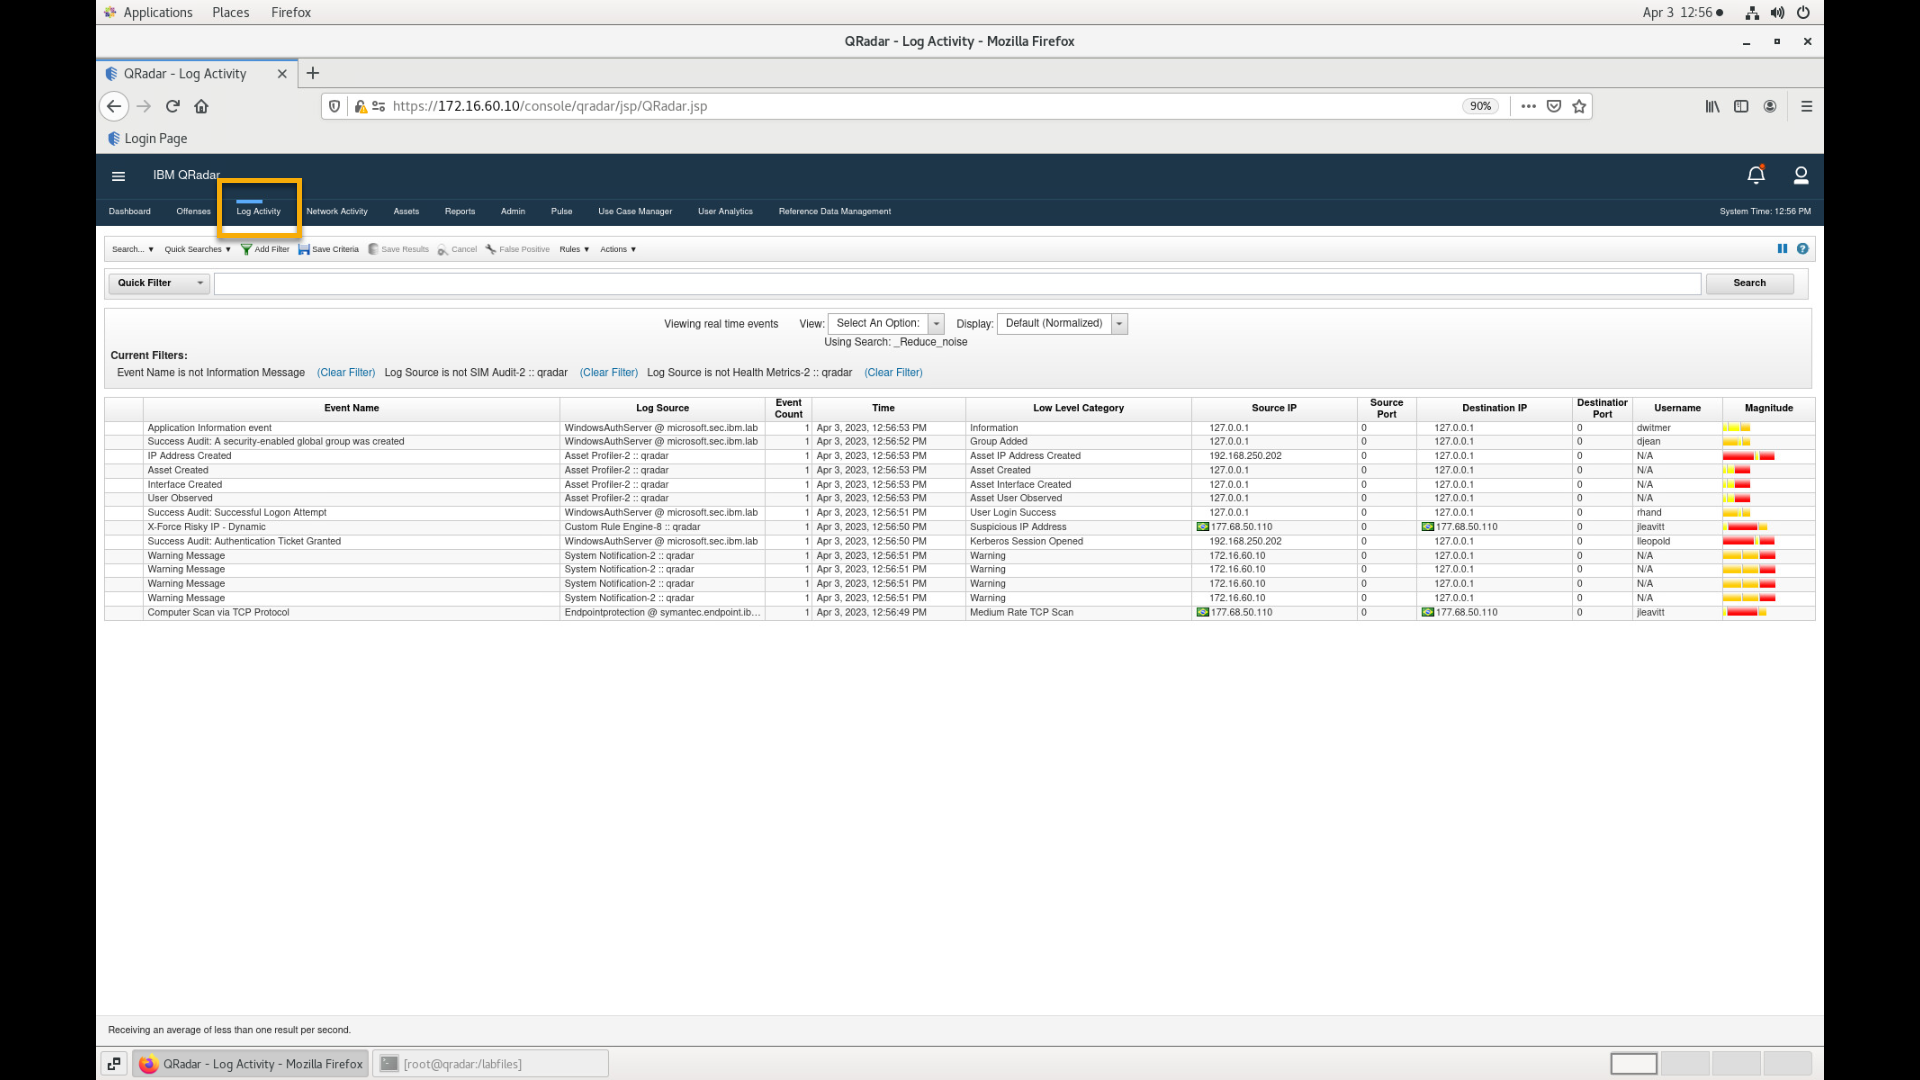 Applications Places Firefox Apr 3 12:56
QRadar - Log Activity - Mozilla Firefox
QRadar - Log Activity
https://172.16.60.10/console/qradar/jsp/QRadar.jsp 90%
Login Page
IBM QRadar
Dashboard Offenses Log Activity Network Activity Assets Reports Admin Pulse Use Case Manager User Analytics Reference Data Management System Time: 12:56 PM
Search... Quick Searches Add Filter Save Criteria Save Results Cancel False Positive Rules Actions
Quick Filter Search
Viewing real time events View: Select An Option: Display: Default (Normalized)
Using Search: _Reduce_noise
Current Filters:
Event Name is not Information Message (Clear Filter) Log Source is not SIM Audit-2 :: qradar (Clear Filter) Log Source is not Health Metrics-2 :: qradar (Clear Filter)
Event Name Log Source Event Count Time Low Level Category Source IP Source Port Destination IP Destinatior Port Username Magnitude
Application Information event WindowsAuthServer @ microsoft.sec.ibm.lab 1 Apr 3, 2023, 12:56:53 PM Information 127.0.0.1 0 127.0.0.1 0 dwitmer
Success Audit: A security-enabled global group was created WindowsAuthServer @ microsoft.sec.ibm.lab 1 Apr 3, 2023, 12:56:52 PM Group Added 127.0.0.1 0 127.0.0.1 0 djean
IP Address Created Asset Profiler-2 :: qradar 1 Apr 3, 2023, 12:56:53 PM Asset IP Address Created 192.168.250.202 0 127.0.0.1 0 N/A
Asset Created Asset Profiler-2 :: qradar 1 Apr 3, 2023, 12:56:53 PM Asset Created 127.0.0.1 0 127.0.0.1 0 N/A
Interface Created Asset Profiler-2 :: qradar 1 Apr 3, 2023, 12:56:53 PM Asset Interface Created 127.0.0.1 0 127.0.0.1 0 N/A
User Observed Asset Profiler-2 :: qradar 1 Apr 3, 2023, 12:56:53 PM Asset User Observed 127.0.0.1 0 127.0.0.1 0 N/A
Success Audit: Successful Logon Attempt WindowsAuthServer @ microsoft.sec.ibm.lab 1 Apr 3, 2023, 12:56:51 PM User Login Success 127.0.0.1 0 127.0.0.1 0 rhand
X-Force Risky IP - Dynamic Custom Rule Engine-8 :: qradar 1 Apr 3, 2023, 12:56:50 PM Suspicious IP Address 177.68.50.110 0 177.68.50.110 0 jleavitt
Success Audit: Authentication Ticket Granted WindowsAuthServer @ microsoft.sec.ibm.lab 1 Apr 3, 2023, 12:56:50 PM Kerberos Session Opened 192.168.250.202 0 127.0.0.1 0 lleopold
Warning Message System Notification-2 :: qradar 1 Apr 3, 2023, 12:56:51 PM Warning 172.16.60.10 0 127.0.0.1 0 N/A
Warning Message System Notification-2 :: qradar 1 Apr 3, 2023, 12:56:51 PM Warning 172.16.60.10 0 127.0.0.1 0 N/A
Warning Message System Notification-2 :: qradar 1 Apr 3, 2023, 12:56:51 PM Warning 172.16.60.10 0 127.0.0.1 0 N/A
Warning Message System Notification-2 :: qradar 1 Apr 3, 2023, 12:56:51 PM Warning 172.16.60.10 0 127.0.0.1 0 N/A
Computer Scan via TCP Protocol Endpointprotection @ symantec.endpoint.ib... 1 Apr 3, 2023, 12:56:49 PM Medium Rate TCP Scan 177.68.50.110 0 177.68.50.110 0 jleavitt
Receiving an average of less than one result per second.
QRadar - Log Activity - Mozilla Firefox [root@qradar:/labfiles]